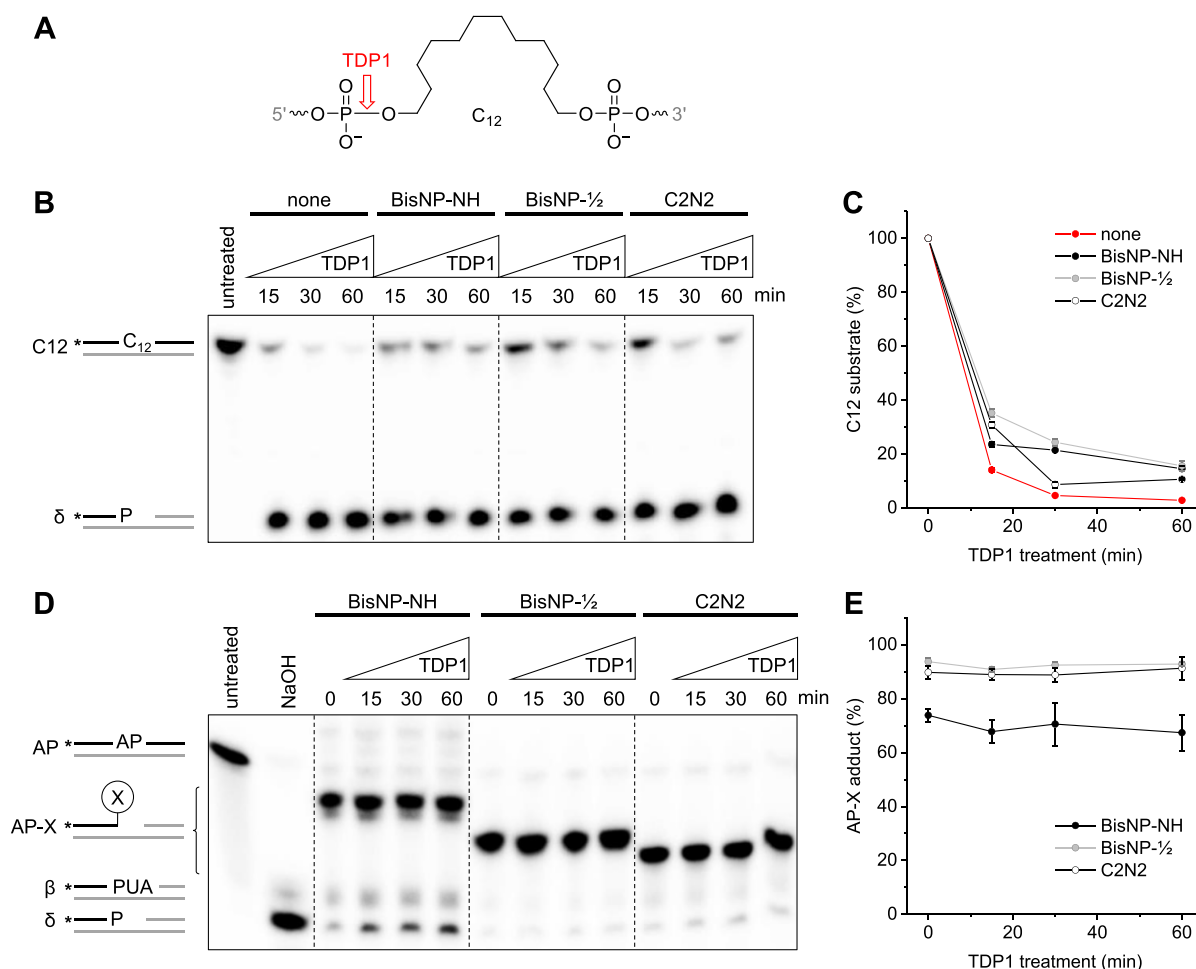 A
TDP1
5' O P O O C12 O P O 3'
O O
O− O−
B
none BisNP-NH BisNP-½ C2N2
untreated TDP1 TDP1 TDP1 TDP1
15 30 60 15 30 60 15 30 60 15 30 60 min
C12 * C12
δ * P
C
C12 substrate (%)
100
80
60
40
20
0
none
BisNP-NH
BisNP-½
C2N2
0 20 40 60
TDP1 treatment (min)
D
BisNP-NH BisNP-½ C2N2
untreated NaOH TDP1 TDP1 TDP1
0 15 30 60 0 15 30 60 0 15 30 60 min
AP * AP
X
AP-X *
β * PUA
δ * P
E
AP-X adduct (%)
100
80
60
40
20
0
BisNP-NH
BisNP-½
C2N2
0 20 40 60
TDP1 treatment (min)